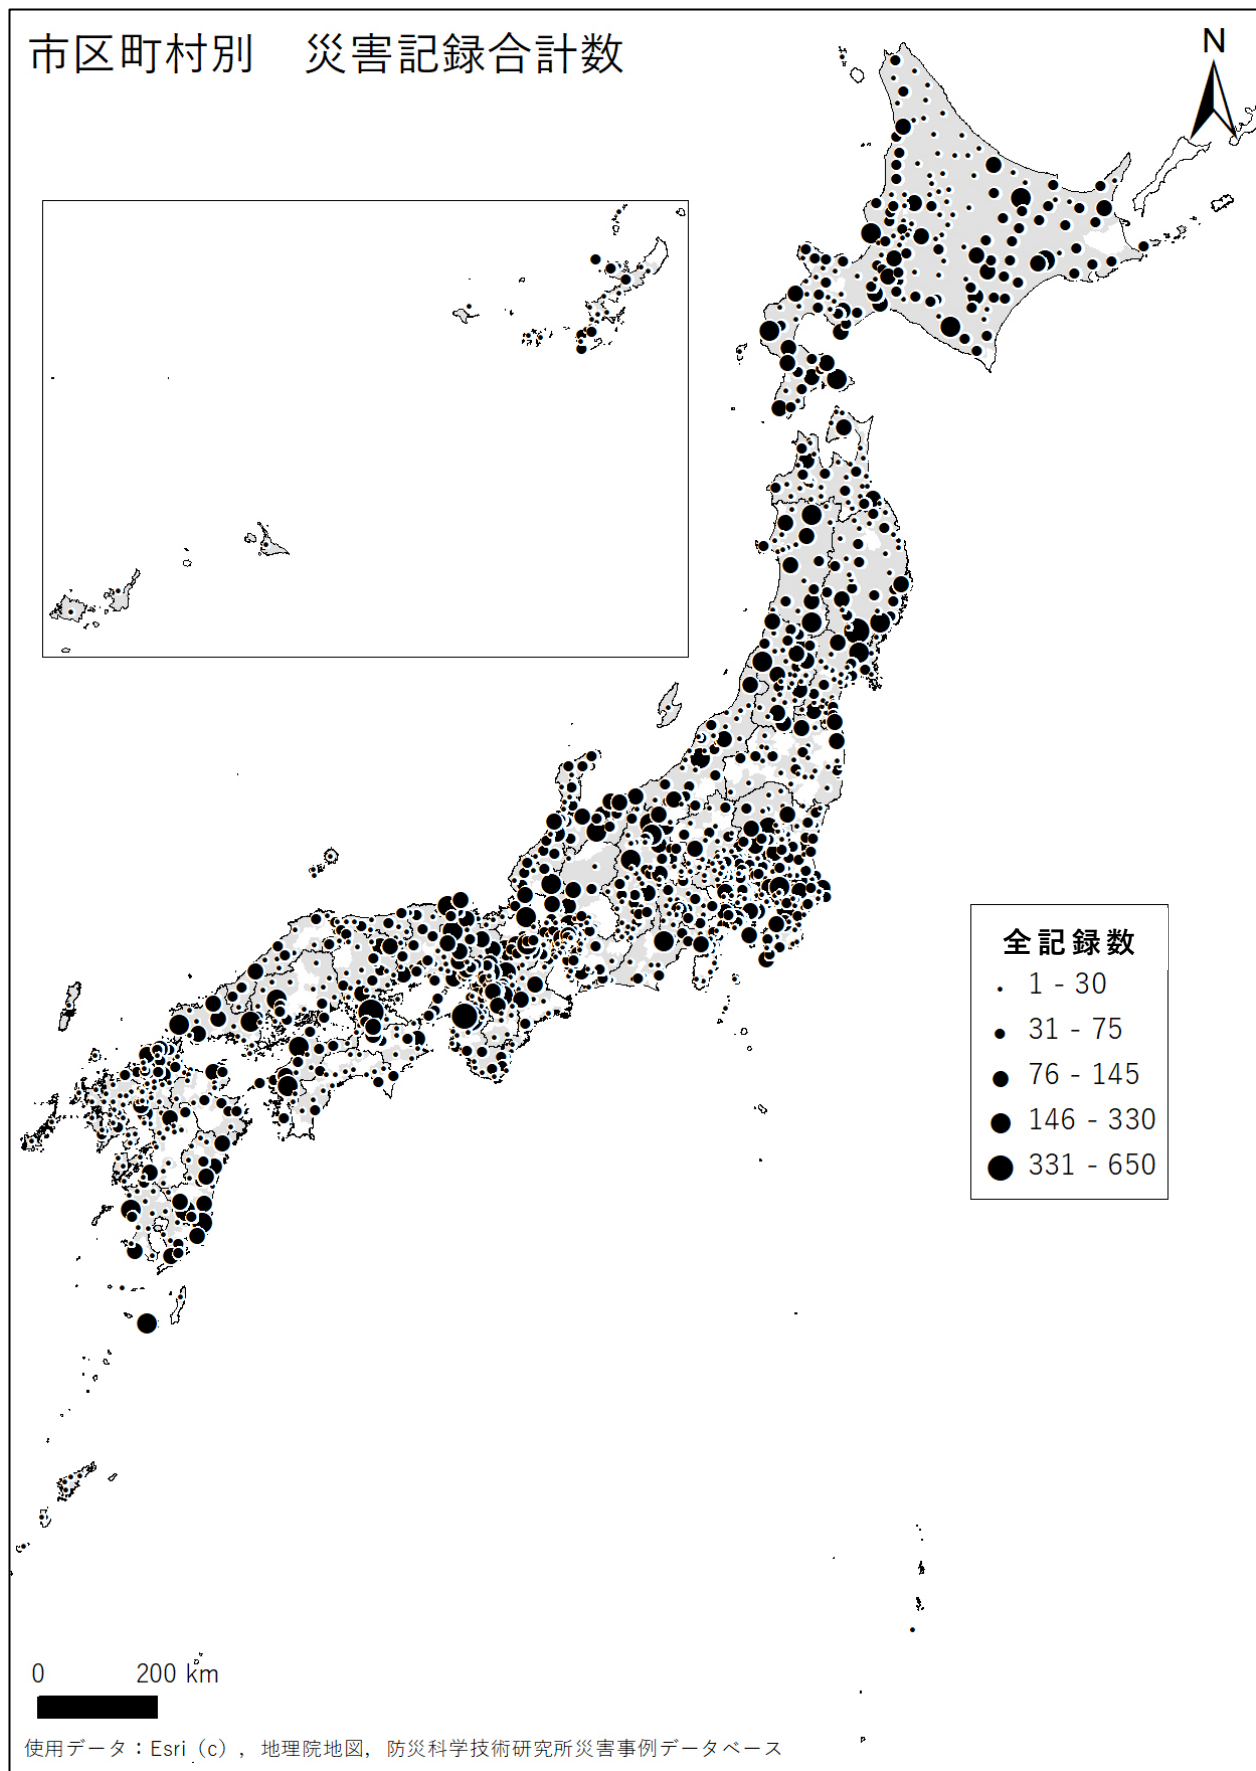 市区町村別　災害記録合計数
N
全記録数
1 - 30
31 - 75
76 - 145
146 - 330
331 - 650
0 200 km
使用データ：Esri（c），地理院地図，防災科学技術研究所災害事例データベース